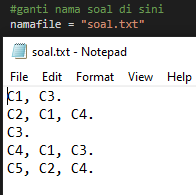 #ganti nama soal di sini
namafile = "soal.txt"
soal.txt - Notepad
File Edit Format View Help
C1, C3.
C2, C1, C4.
C3.
C4, C1, C3.
C5, C2, C4.